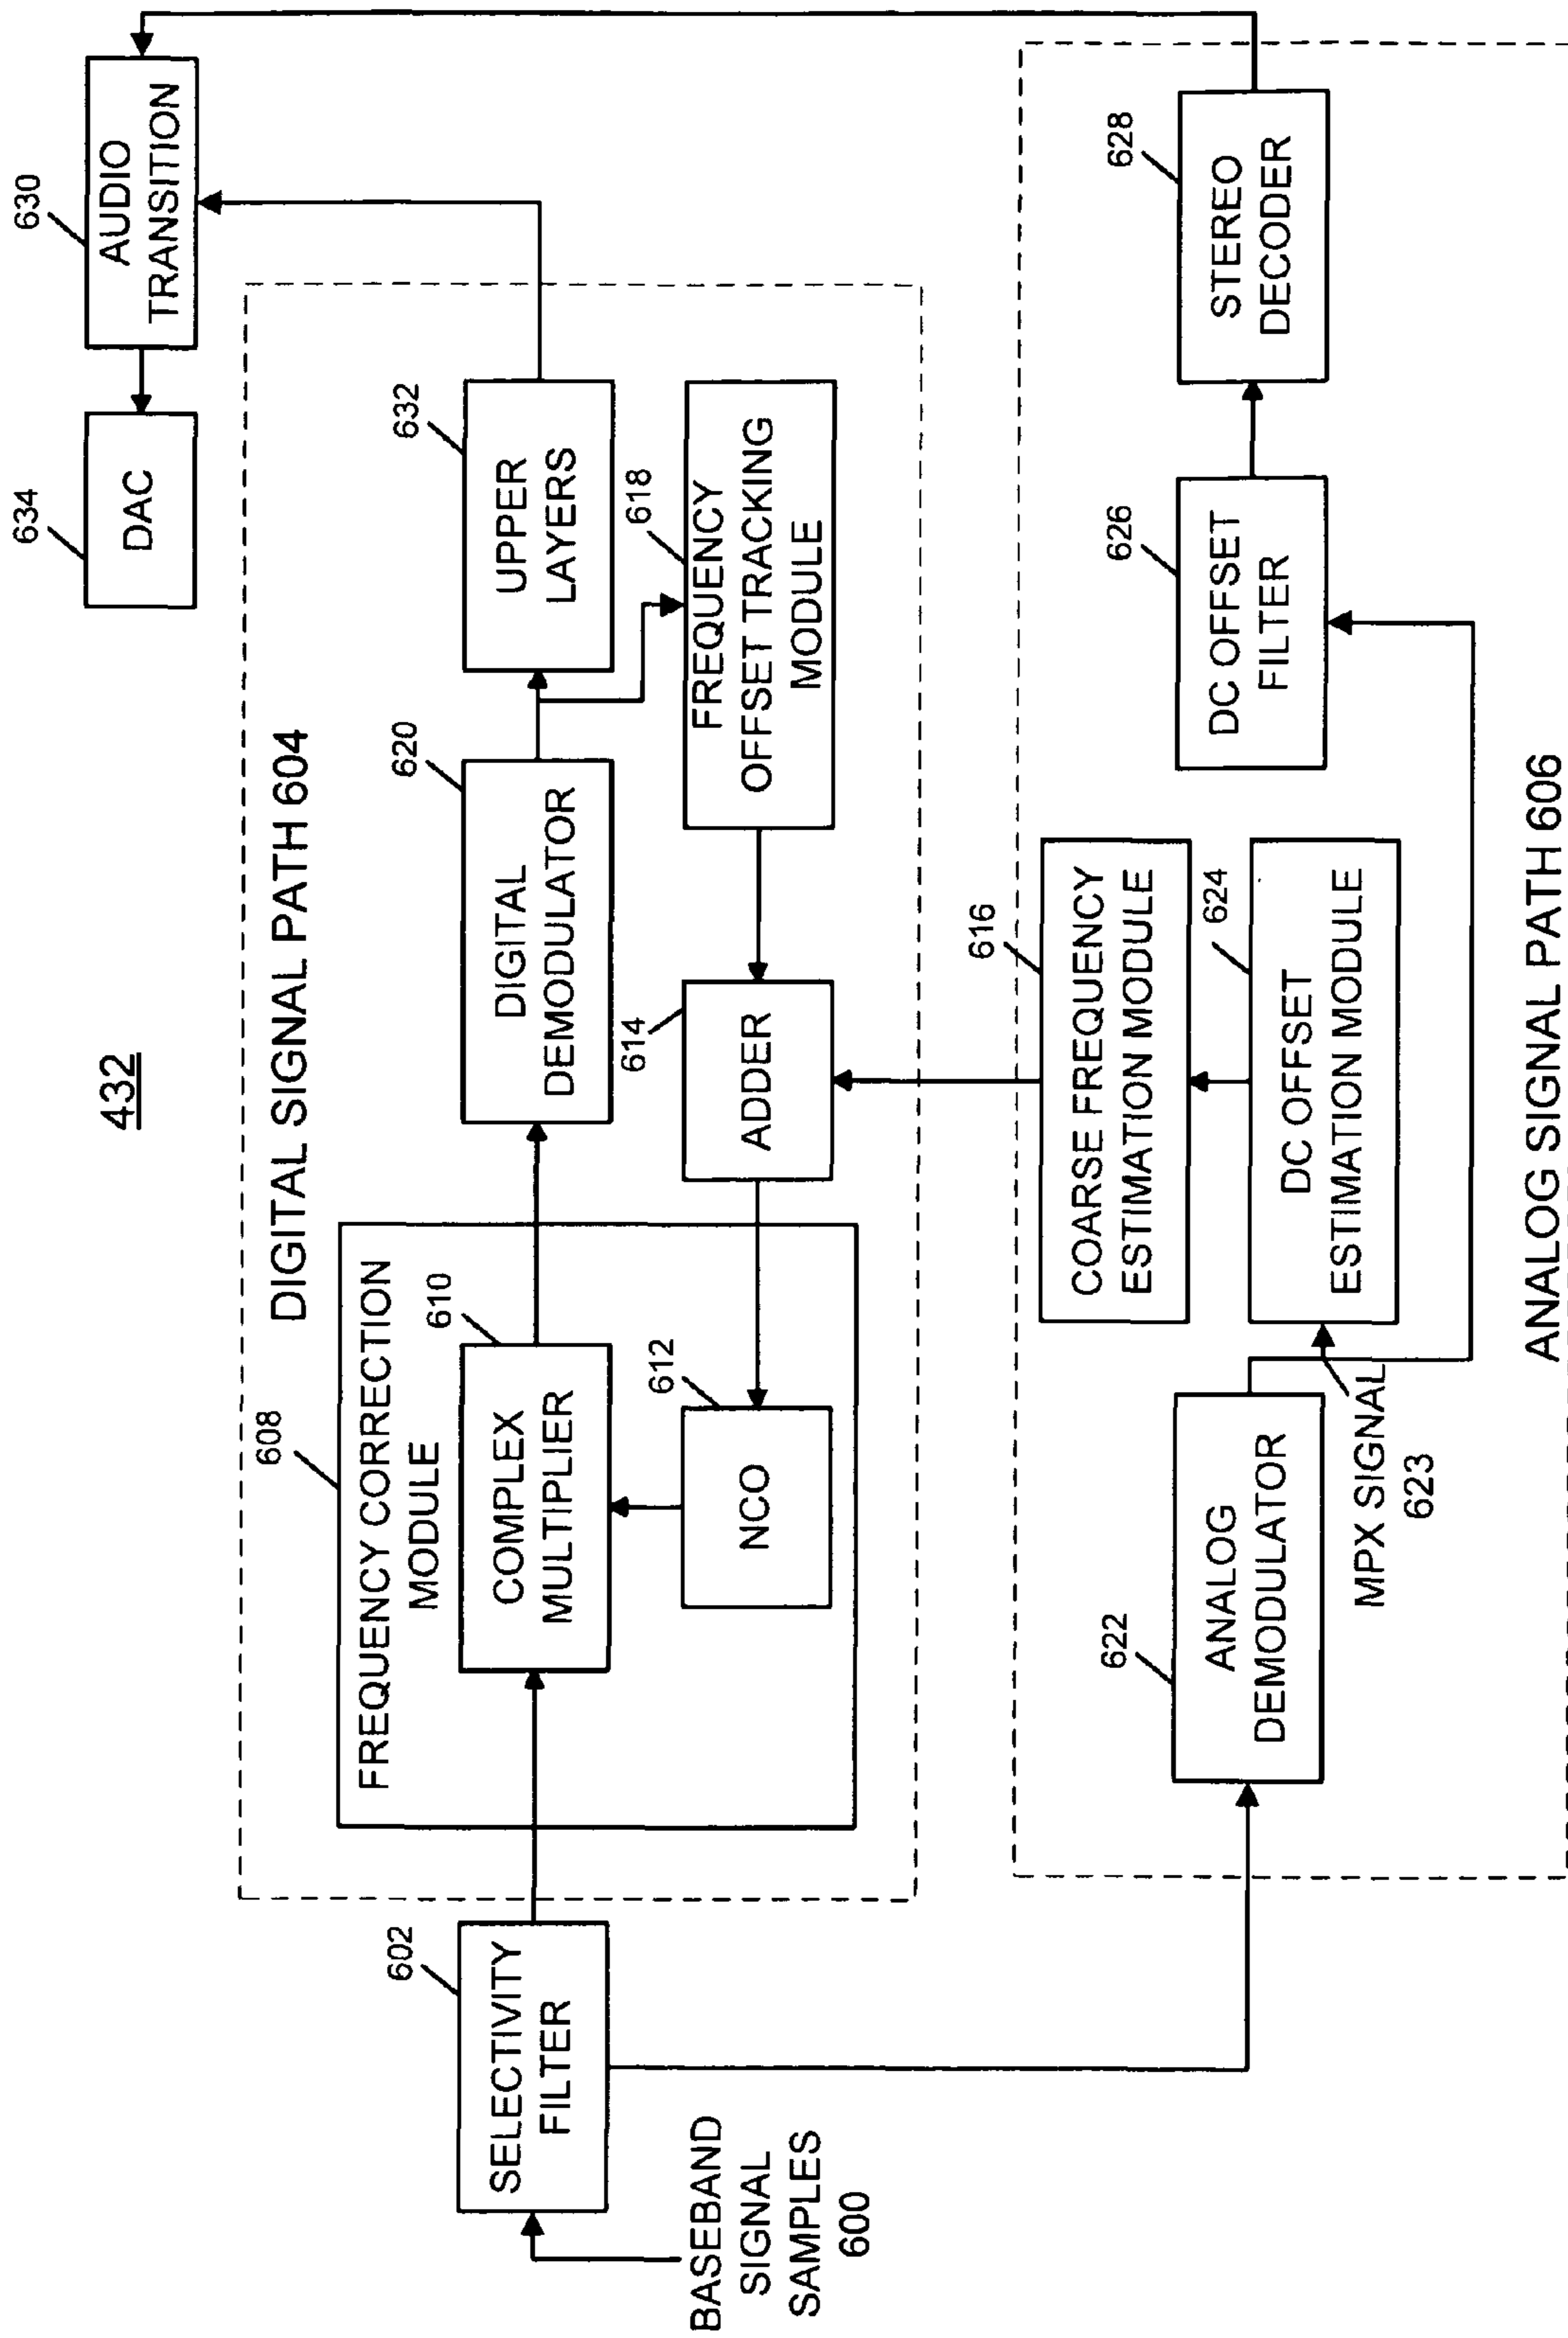 432
634
DAC
630
AUDIO
TRANSITION
DIGITAL SIGNAL PATH 604
608
FREQUENCY CORRECTION
MODULE
610
COMPLEX
MULTIPLIER
612
NCO
620
DIGITAL
DEMODULATOR
614
ADDER
632
UPPER
LAYERS
618
FREQUENCY
OFFSET TRACKING
MODULE
602
SELECTIVITY
FILTER
BASEBAND
SIGNAL
SAMPLES
600
622
ANALOG
DEMODULATOR
MPX SIGNAL
623
616
COARSE FREQUENCY
ESTIMATION MODULE
624
DC OFFSET
ESTIMATION MODULE
626
DC OFFSET
FILTER
628
STEREO
DECODER
ANALOG SIGNAL PATH 606